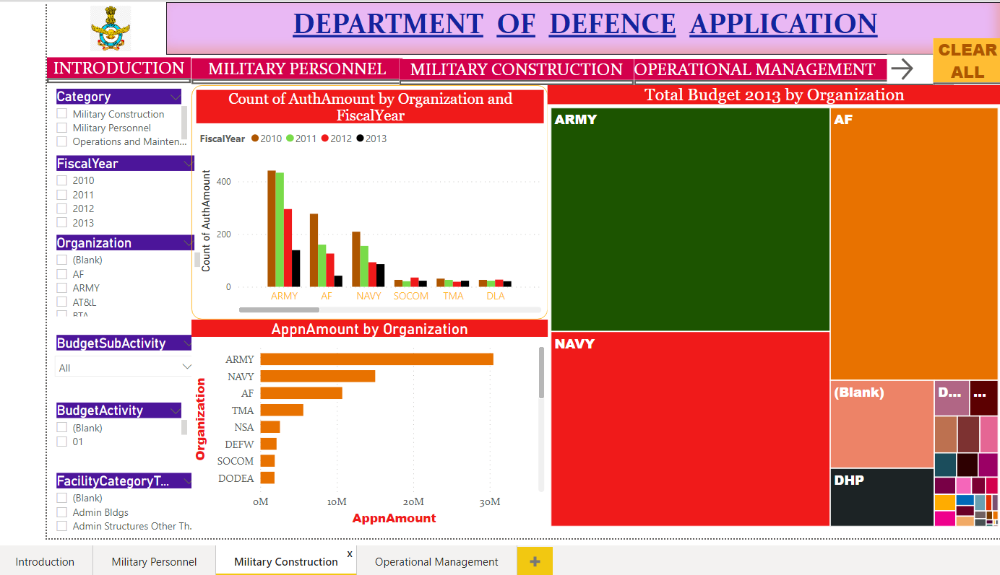 DEPARTMENT OF DEFENCE APPLICATION
CLEAR
ALL
INTRODUCTION
MILITARY PERSONNEL
MILITARY CONSTRUCTION
OPERATIONAL MANAGEMENT
Category
Military Construction
Military Personnel
Operations and Mainten...
FiscalYear
2010
2011
2012
2013
Organization
(Blank)
AF
ARMY
AT&L
BTA
BudgetSubActivity
All
BudgetActivity
(Blank)
01
FacilityCategoryT...
(Blank)
Admin Bldgs
Admin Structures Other Th.
Count of AuthAmount by Organization and
FiscalYear
FiscalYear 2010 2011 2012 2013
Count of AuthAmount
400
200
0
ARMY AF NAVY SOCOM TMA DLA
AppnAmount by Organization
Organization
ARMY
NAVY
AF
TMA
NSA
DEFW
SOCOM
DODEA
0M 10M 20M 30M
AppnAmount
Total Budget 2013 by Organization
ARMY
AF
NAVY
(Blank)
D...
...
DHP
Introduction
Military Personnel
Military Construction
x
Operational Management
+